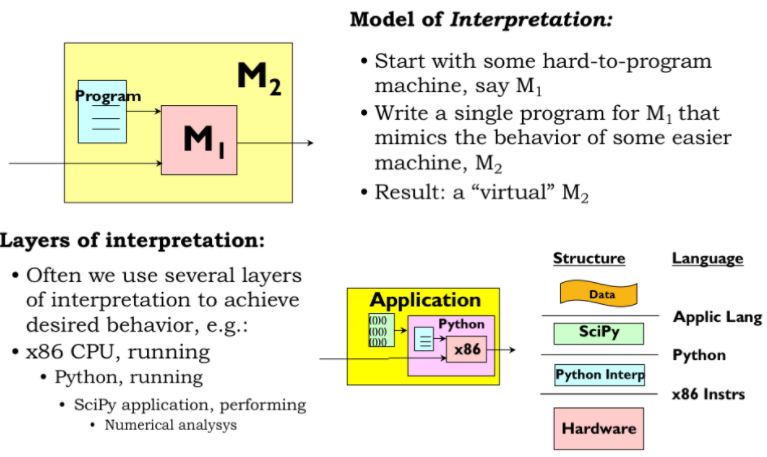 Model of Interpretation:
Program
M2
M1
• Start with some hard-to-program
machine, say M1
• Write a single program for M1 that
mimics the behavior of some easier
machine, M2
• Result: a “virtual” M2
Layers of interpretation:
• Often we use several layers
of interpretation to achieve
desired behavior, e.g.:
• x86 CPU, running
• Python, running
• SciPy application, performing
• Numerical analysys
Application
()()
(())
()()
Python
x86
Structure
Language
Data
Applic Lang
SciPy
Python
Python Interp
x86 Instrs
Hardware